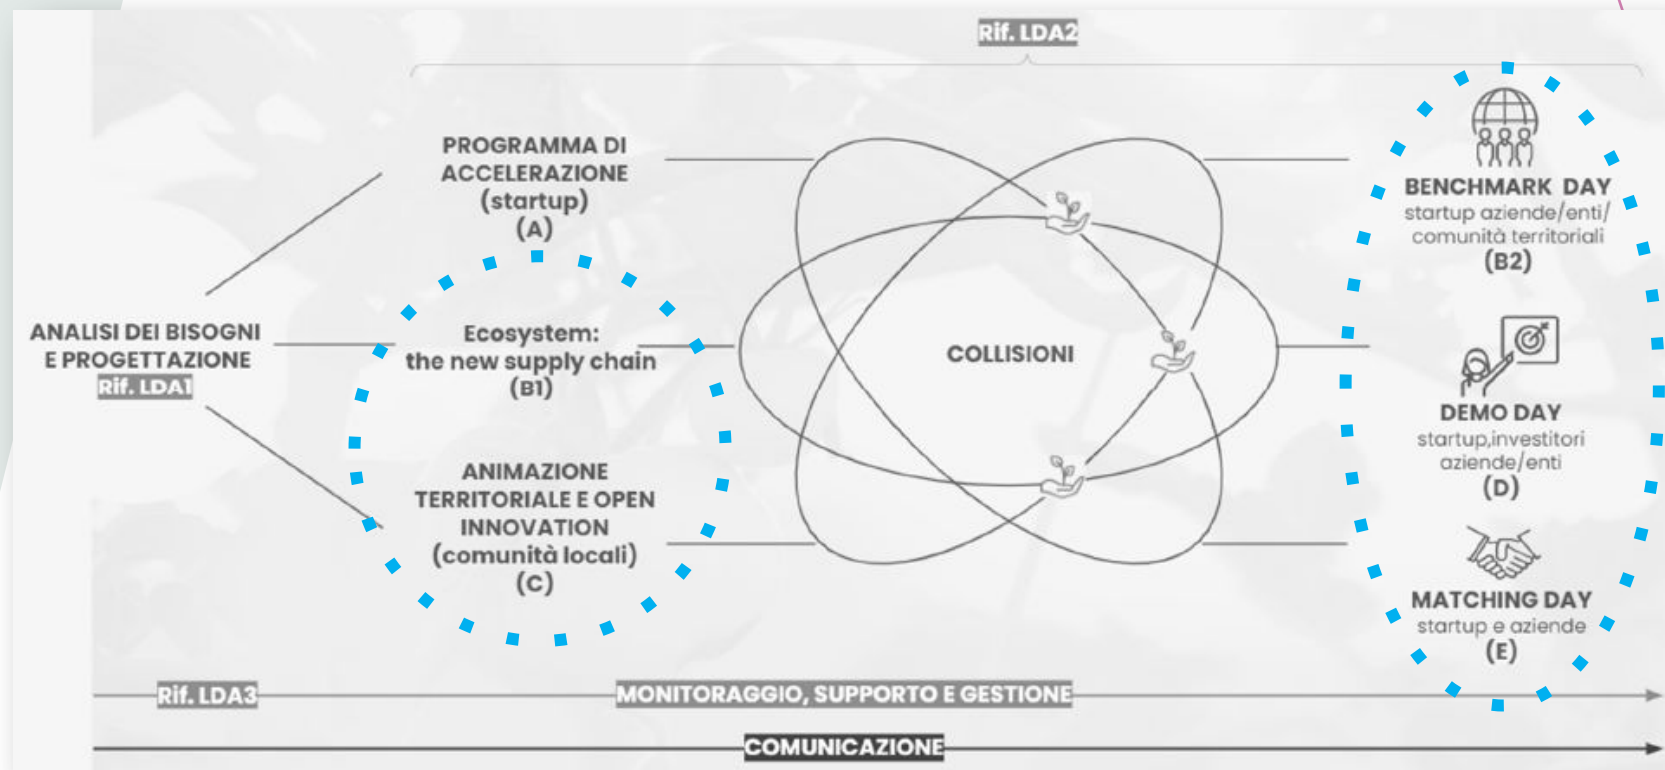 Rif. LDA2
PROGRAMMA DI
ACCELERAZIONE
(startup)
(A)
ANALISI DEI BISOGNI
E PROGETTAZIONE
Rif. LDA1
Ecosystem:
the new supply chain
(B1)
ANIMAZIONE
TERRITORIALE E OPEN
INNOVATION
(comunità locali)
(C)
COLLISIONI
BENCHMARK DAY
startup aziende/enti/
comunità territoriali
(B2)
DEMO DAY
startup,investitori
aziende/enti
(D)
MATCHING DAY
startup e aziende
(E)
Rif. LDA3
MONITORAGGIO, SUPPORTO E GESTIONE
COMUNICAZIONE